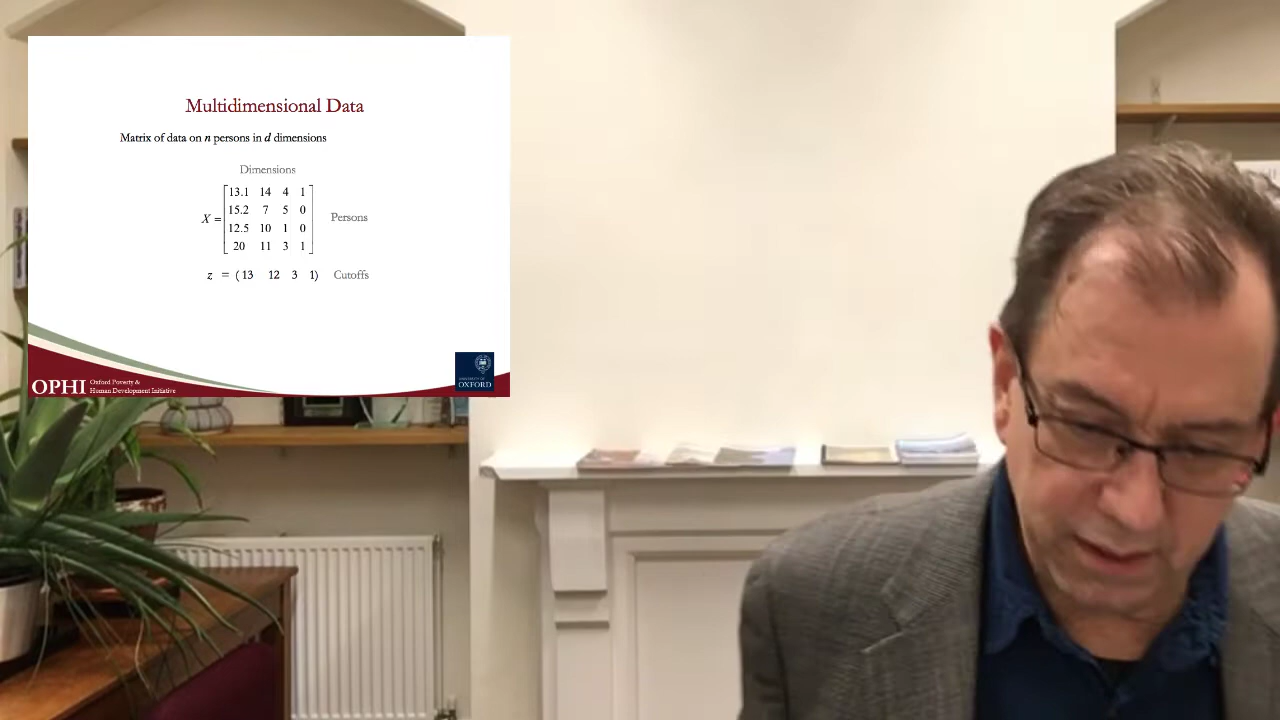 Multidimensional Data
Matrix of data on n persons in d dimensions
Dimensions
13.1 14 4 1
15.2 7 5 0
X = 12.5 10 1 0 Persons
20 11 3 1
z = ( 13 12 3 1) Cutoffs
OPHI Oxford Poverty &
Human Development Initiative
UNIVERSITY OF
OXFORD